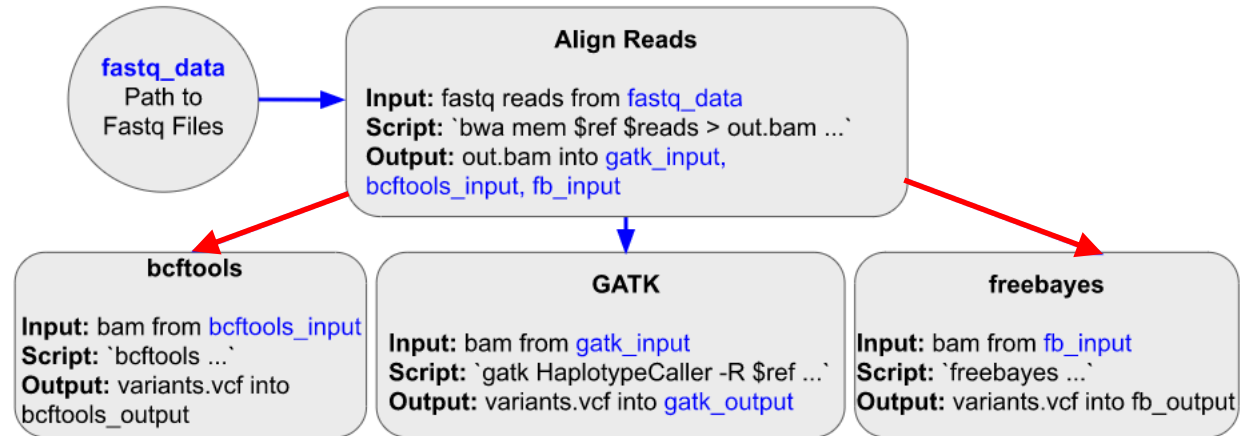 fastq_data
Path to
Fastq Files
Align Reads
Input: fastq reads from fastq_data
Script: `bwa mem $ref $reads > out.bam ...`
Output: out.bam into gatk_input,
bcftools_input, fb_input
bcftools
Input: bam from bcftools_input
Script: `bcftools ...`
Output: variants.vcf into
bcftools_output
GATK
Input: bam from gatk_input
Script: `gatk HaplotypeCaller -R $ref ...`
Output: variants.vcf into gatk_output
freebayes
Input: bam from fb_input
Script: `freebayes ...`
Output: variants.vcf into fb_output